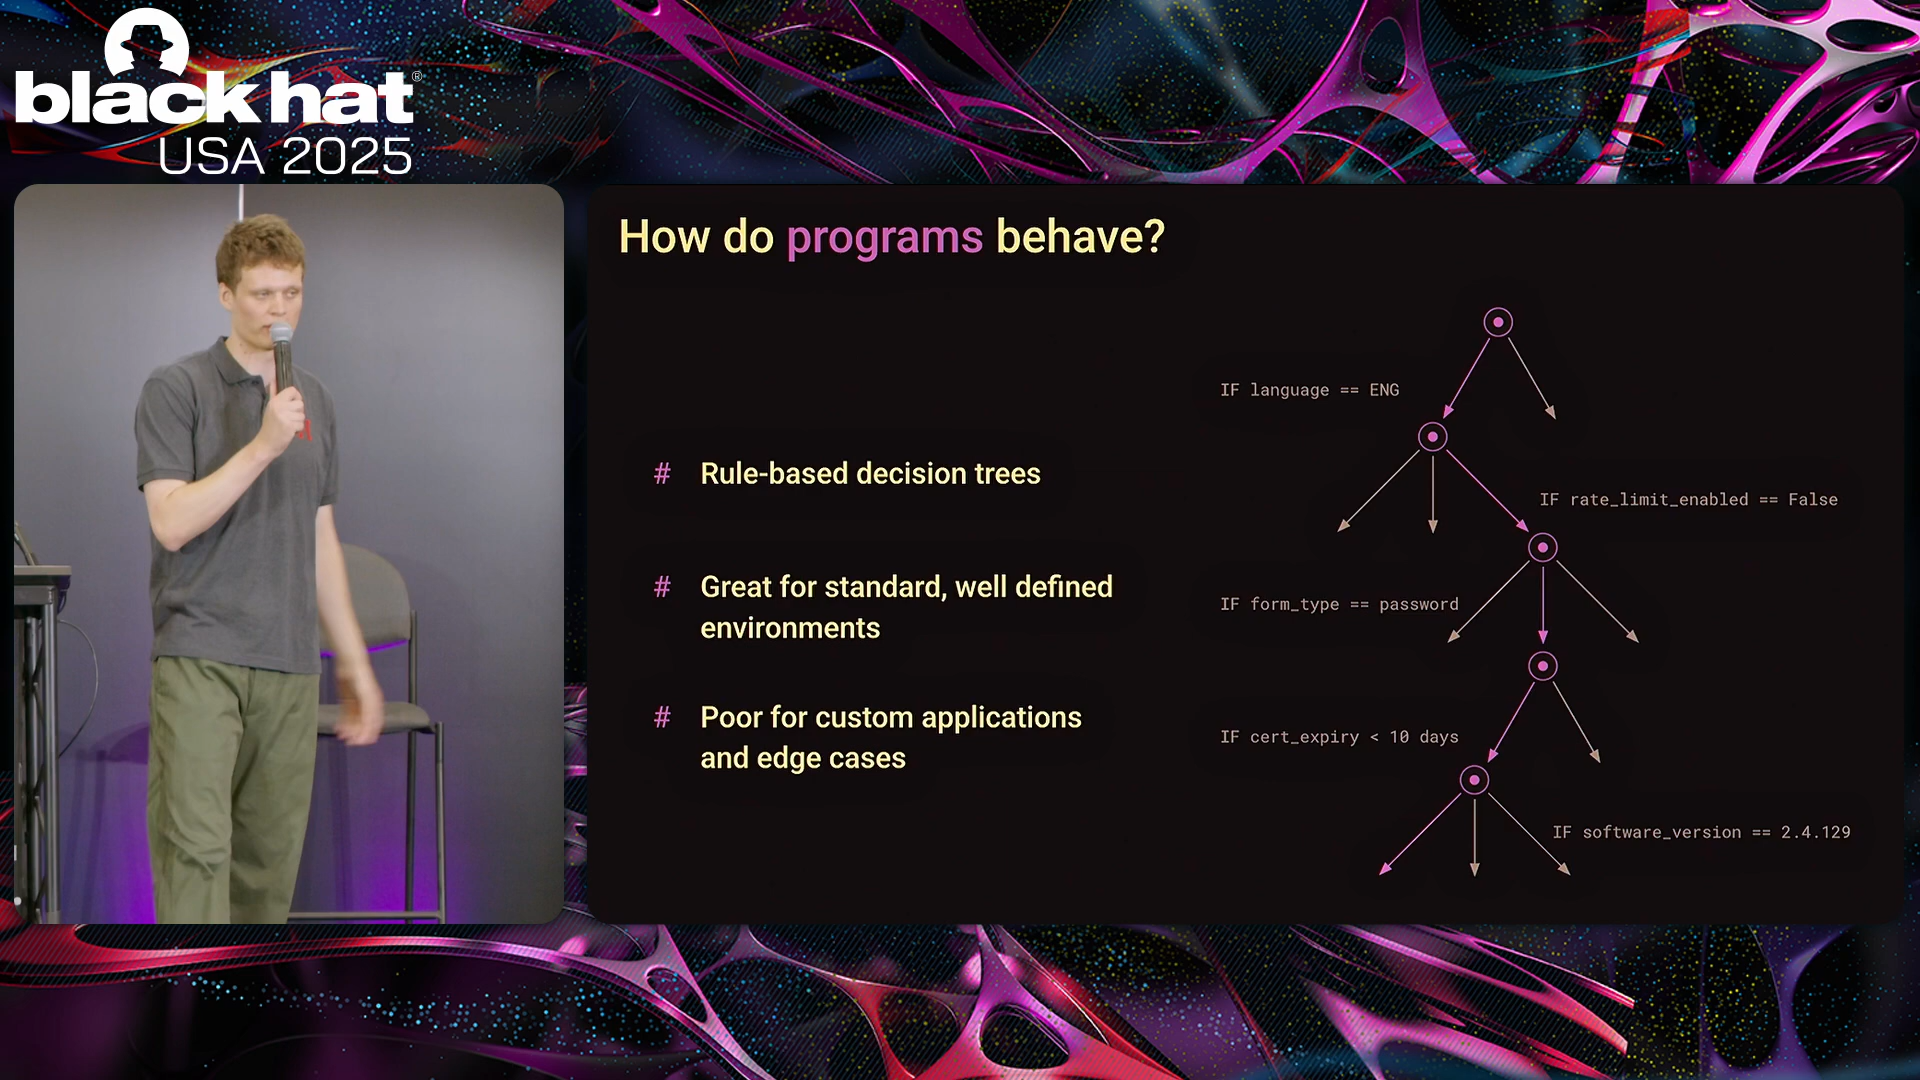 black hat®
USA 2025
How do programs behave?
# Rule-based decision trees
# Great for standard, well defined
environments
# Poor for custom applications
and edge cases
IF language == ENG
IF rate_limit_enabled == False
IF form_type == password
IF cert_expiry < 10 days
IF software_version == 2.4.129